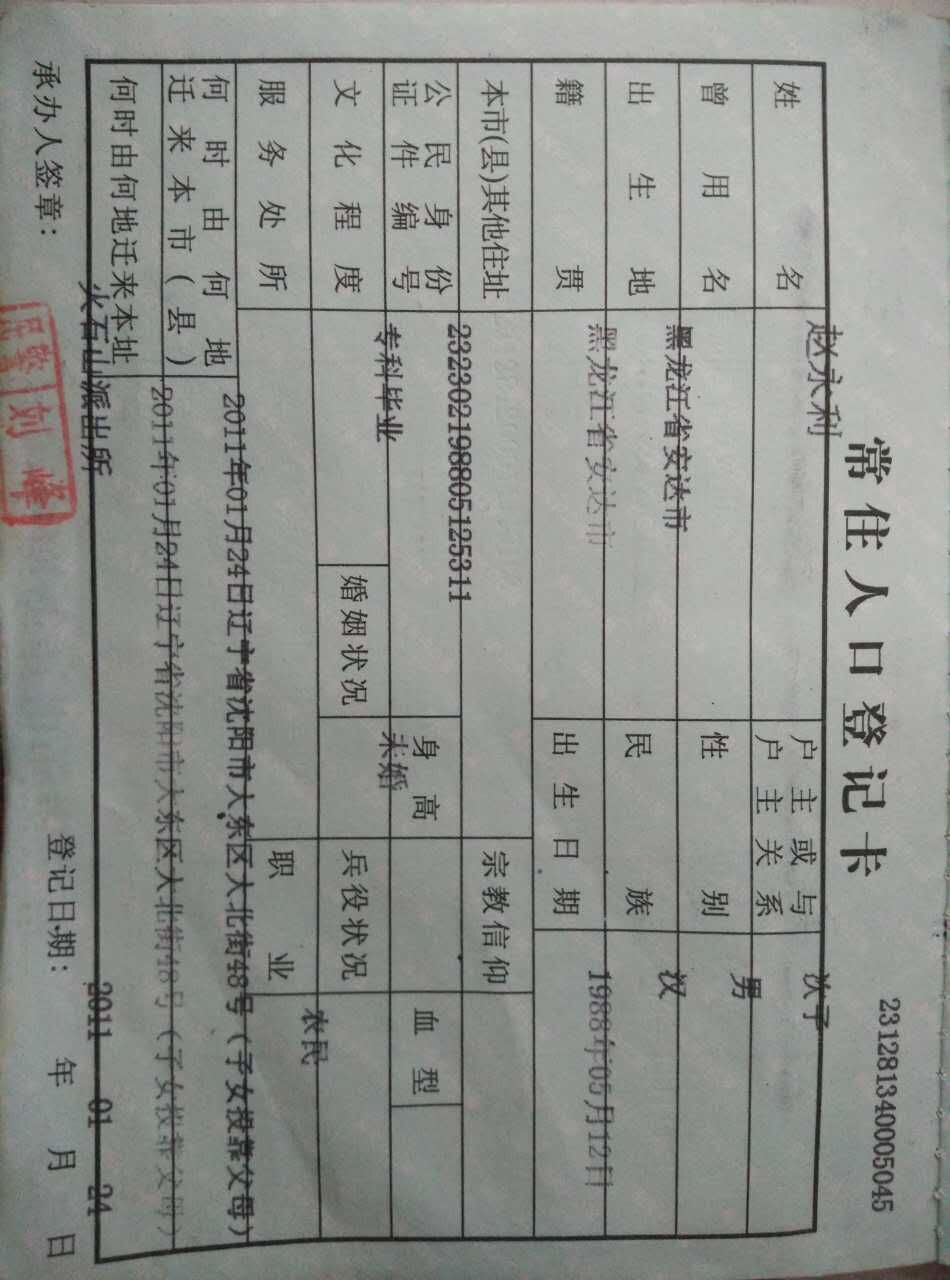 231281340005045
常住人口登记卡
姓名 赵永利 户主或与户主关系 次子
曾用名 性别 男
出生地 黑龙江省安达市 民族 汉
籍贯 黑龙江省安达市 出生日期 1988年05月12日
本市(县)其他住址 宗教信仰
公民身份证件编号 232302198805125311 身高 血型
文化程度 专科毕业 婚姻状况 未婚 兵役状况
服务处所 职业 农民
何时由何地迁来本市(县) 2011年01月24日辽宁省沈阳市大东区大北街48号(子女投靠父母)
何时由何地迁来本址 2011年01月24日辽宁省沈阳市大东区大北街48号(子女投靠父母)
火石山派出所
承办人签章: 登记日期: 2011 年 01 月 24 日